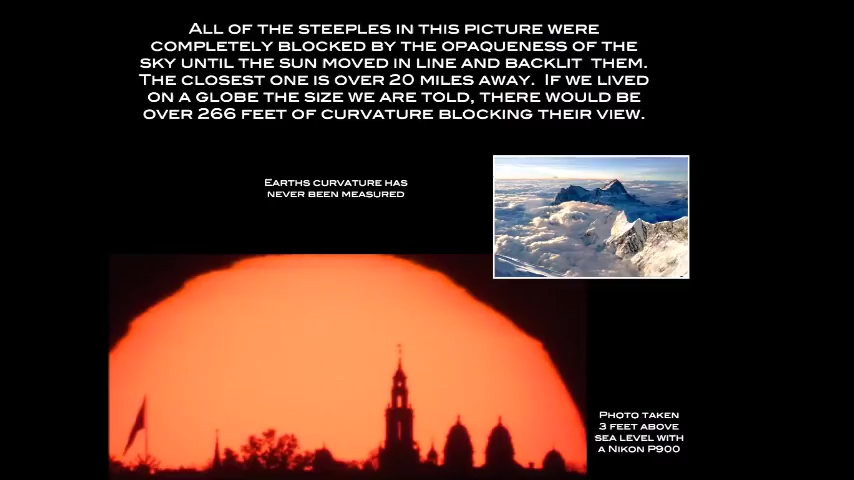 ALL OF THE STEEPLES IN THIS PICTURE WERE
COMPLETELY BLOCKED BY THE OPAQUENESS OF THE
SKY UNTIL THE SUN MOVED IN LINE AND BACKLIT THEM.
THE CLOSEST ONE IS OVER 20 MILES AWAY. IF WE LIVED
ON A GLOBE THE SIZE WE ARE TOLD, THERE WOULD BE
OVER 266 FEET OF CURVATURE BLOCKING THEIR VIEW.
EARTHS CURVATURE HAS
NEVER BEEN MEASURED
PHOTO TAKEN
3 FEET ABOVE
SEA LEVEL WITH
A NIKON P900